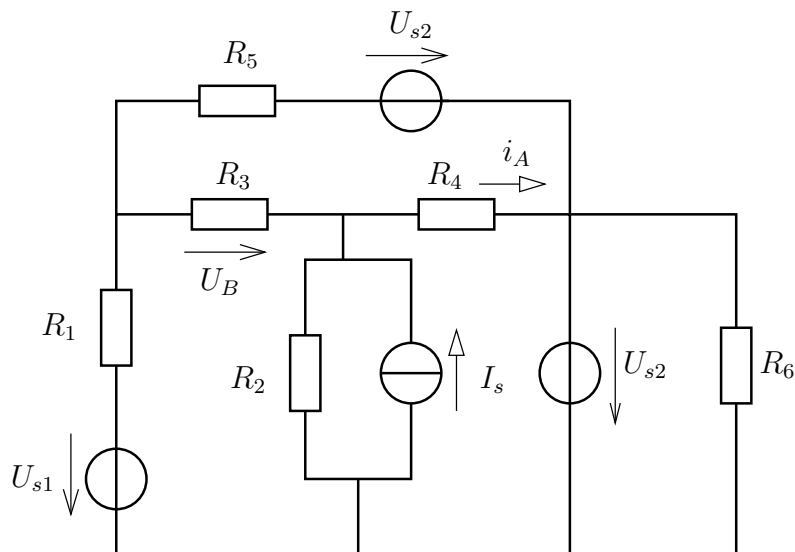 U_{s2}
R_5
i_A
R_3
R_4
U_B
R_1
R_2
I_s
U_{s2}
R_6
U_{s1}